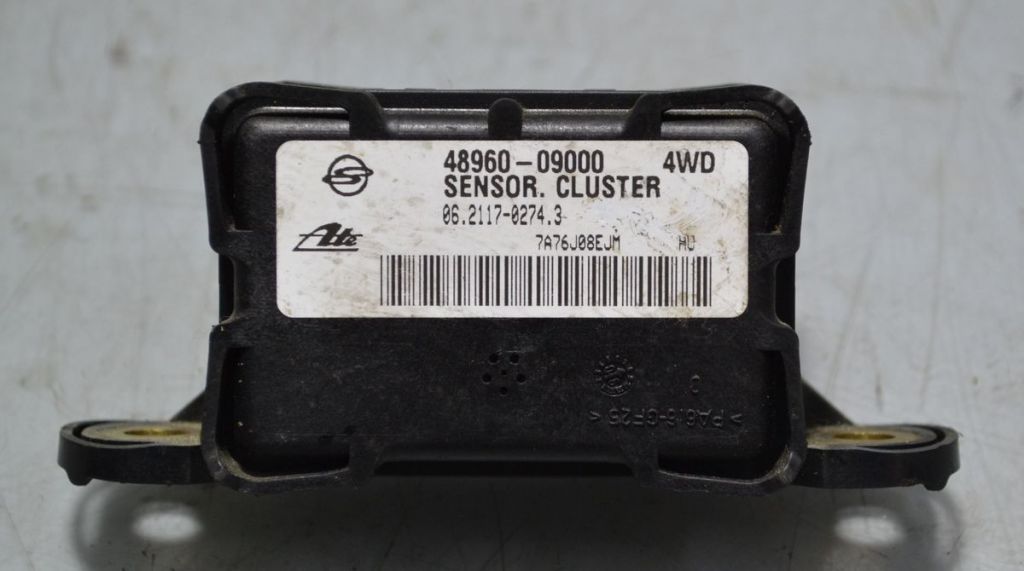 48960-09000 4WD
SENSOR. CLUSTER
06.2117-0274.3
Ate
7A76J08EJM HU
>PA6.6-GF25<